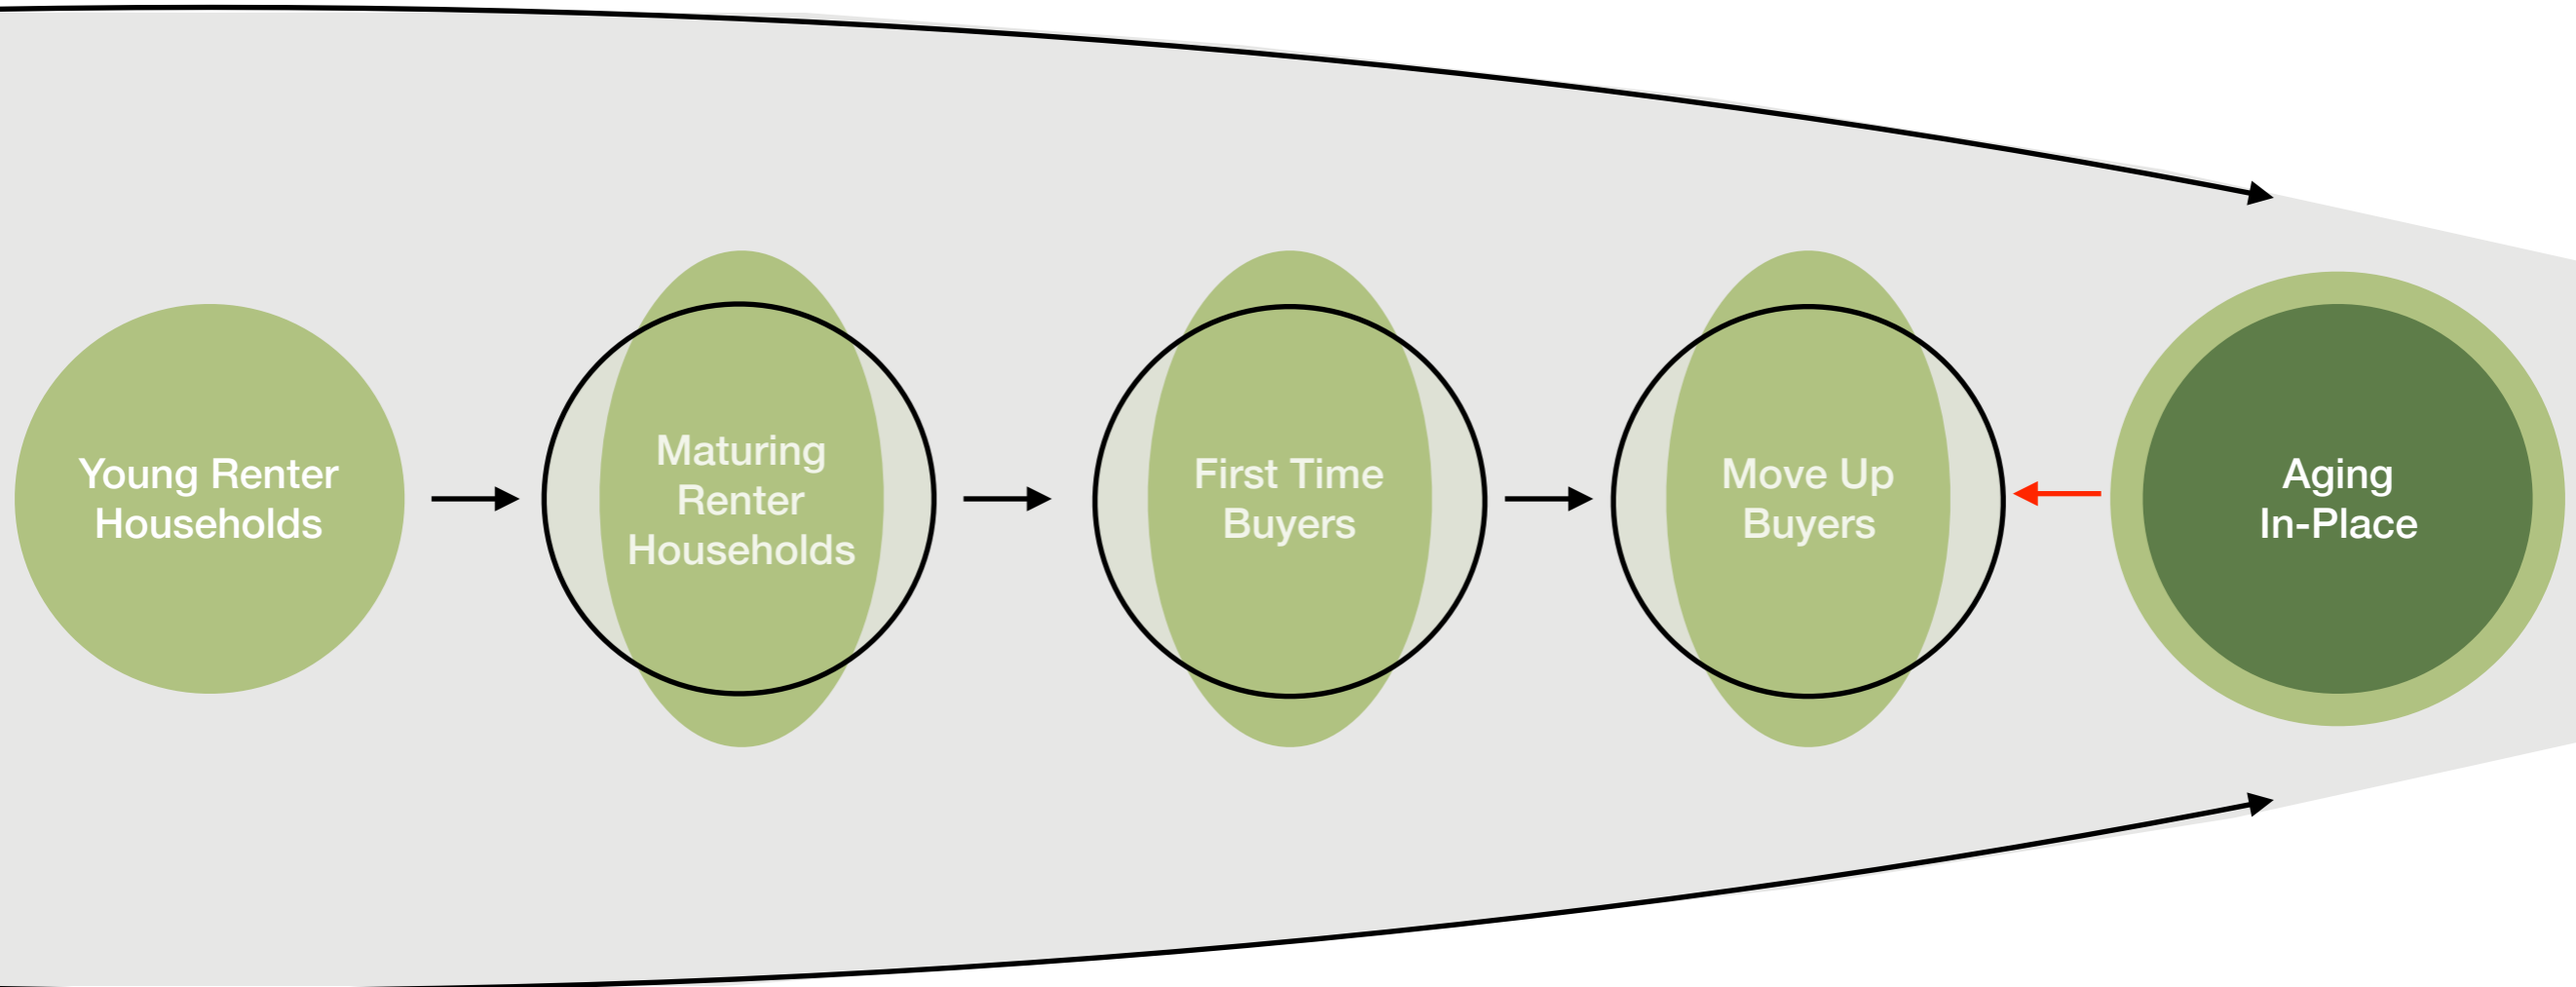 Young Renter
Households
Maturing
Renter
Households
First Time
Buyers
Move Up
Buyers
Aging
In-Place